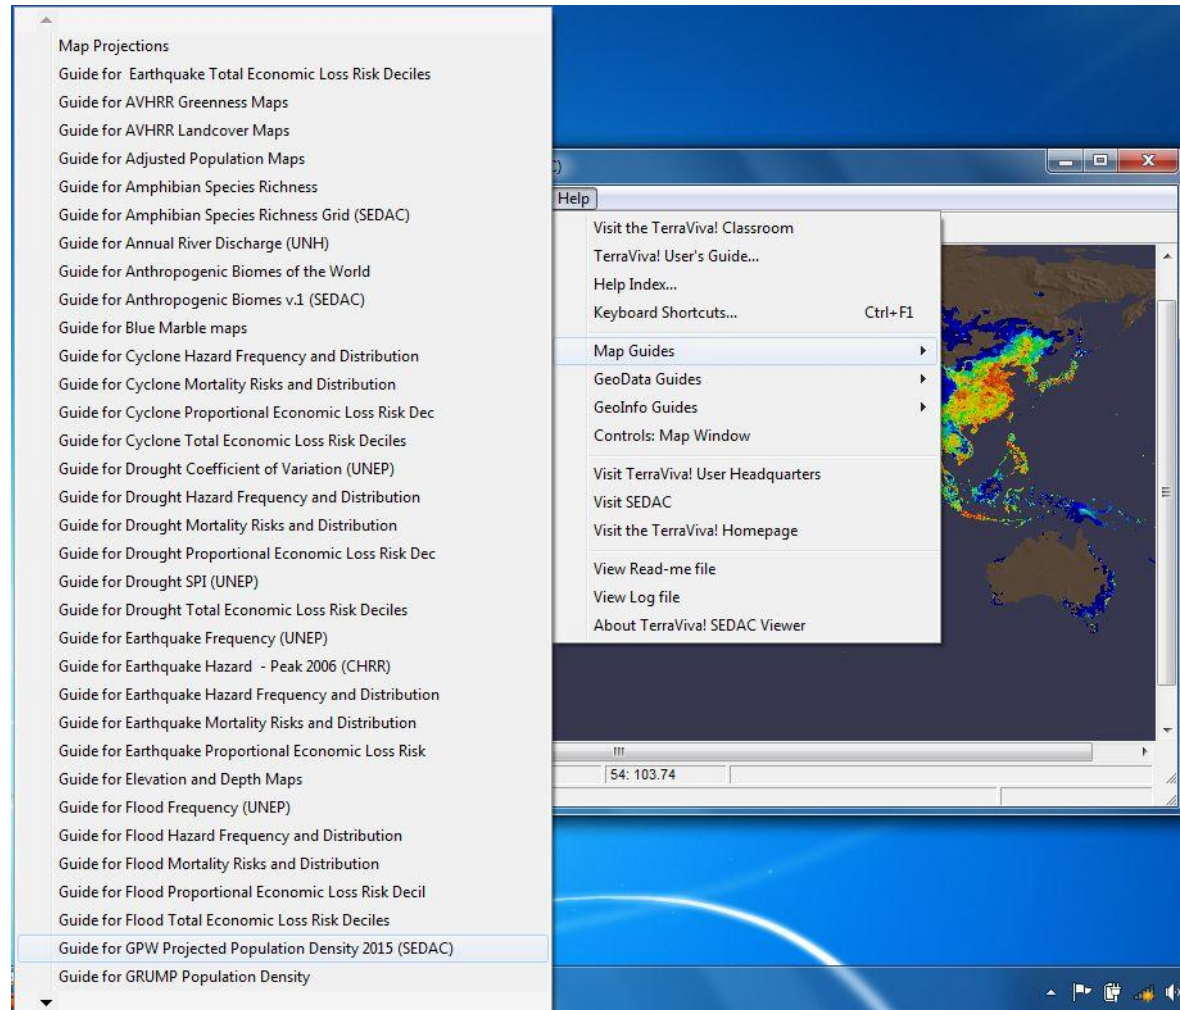 Map Projections
Guide for  Earthquake Total Economic Loss Risk Deciles
Guide for AVHRR Greenness Maps
Guide for AVHRR Landcover Maps
Guide for Adjusted Population Maps
Guide for Amphibian Species Richness
Guide for Amphibian Species Richness Grid (SEDAC)
Guide for Annual River Discharge (UNH)
Guide for Anthropogenic Biomes of the World
Guide for Anthropogenic Biomes v.1 (SEDAC)
Guide for Blue Marble maps
Guide for Cyclone Hazard Frequency and Distribution
Guide for Cyclone Mortality Risks and Distribution
Guide for Cyclone Proportional Economic Loss Risk Dec
Guide for Cyclone Total Economic Loss Risk Deciles
Guide for Drought Coefficient of Variation (UNEP)
Guide for Drought Hazard Frequency and Distribution
Guide for Drought Mortality Risks and Distribution
Guide for Drought Proportional Economic Loss Risk Dec
Guide for Drought SPI (UNEP)
Guide for Drought Total Economic Loss Risk Deciles
Guide for Earthquake Frequency (UNEP)
Guide for Earthquake Hazard  - Peak 2006 (CHRR)
Guide for Earthquake Hazard Frequency and Distribution
Guide for Earthquake Mortality Risks and Distribution
Guide for Earthquake Proportional Economic Loss Risk
Guide for Elevation and Depth Maps
Guide for Flood Frequency (UNEP)
Guide for Flood Hazard Frequency and Distribution
Guide for Flood Mortality Risks and Distribution
Guide for Flood Proportional Economic Loss Risk Decil
Guide for Flood Total Economic Loss Risk Deciles
Guide for GPW Projected Population Density 2015 (SEDAC)
Guide for GRUMP Population Density
Help
Visit the TerraViva! Classroom
TerraViva! User's Guide...
Help Index...
Keyboard Shortcuts... Ctrl+F1
Map Guides
GeoData Guides
GeoInfo Guides
Controls: Map Window
Visit TerraViva! User Headquarters
Visit SEDAC
Visit the TerraViva! Homepage
View Read-me file
View Log file
About TerraViva! SEDAC Viewer
54: 103.74